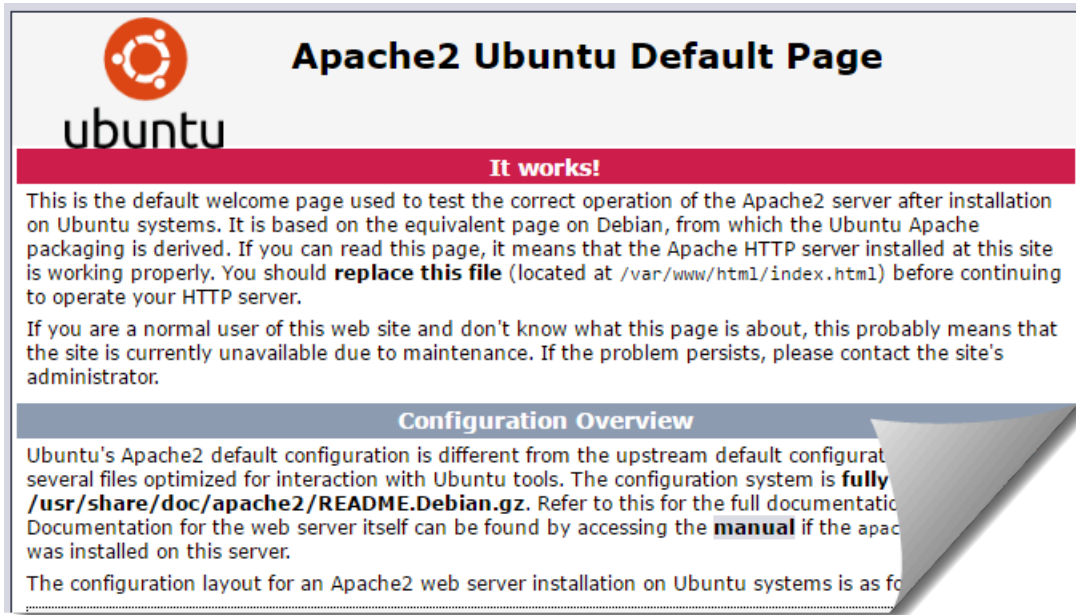 Apache2 Ubuntu Default Page
ubuntu
It works!
This is the default welcome page used to test the correct operation of the Apache2 server after installation
on Ubuntu systems. It is based on the equivalent page on Debian, from which the Ubuntu Apache
packaging is derived. If you can read this page, it means that the Apache HTTP server installed at this site
is working properly. You should replace this file (located at /var/www/html/index.html) before continuing
to operate your HTTP server.
If you are a normal user of this web site and don't know what this page is about, this probably means that
the site is currently unavailable due to maintenance. If the problem persists, please contact the site's
administrator.
Configuration Overview
Ubuntu's Apache2 default configuration is different from the upstream default
several files optimized for interaction with Ubuntu tools. The configuration system is fully
/usr/share/doc/apache2/README.Debian.gz. Refer to this for the full
Documentation for the web server itself can be found by accessing the manual if the
was installed on this server.
The configuration layout for an Apache2 web server installation on Ubuntu systems is as